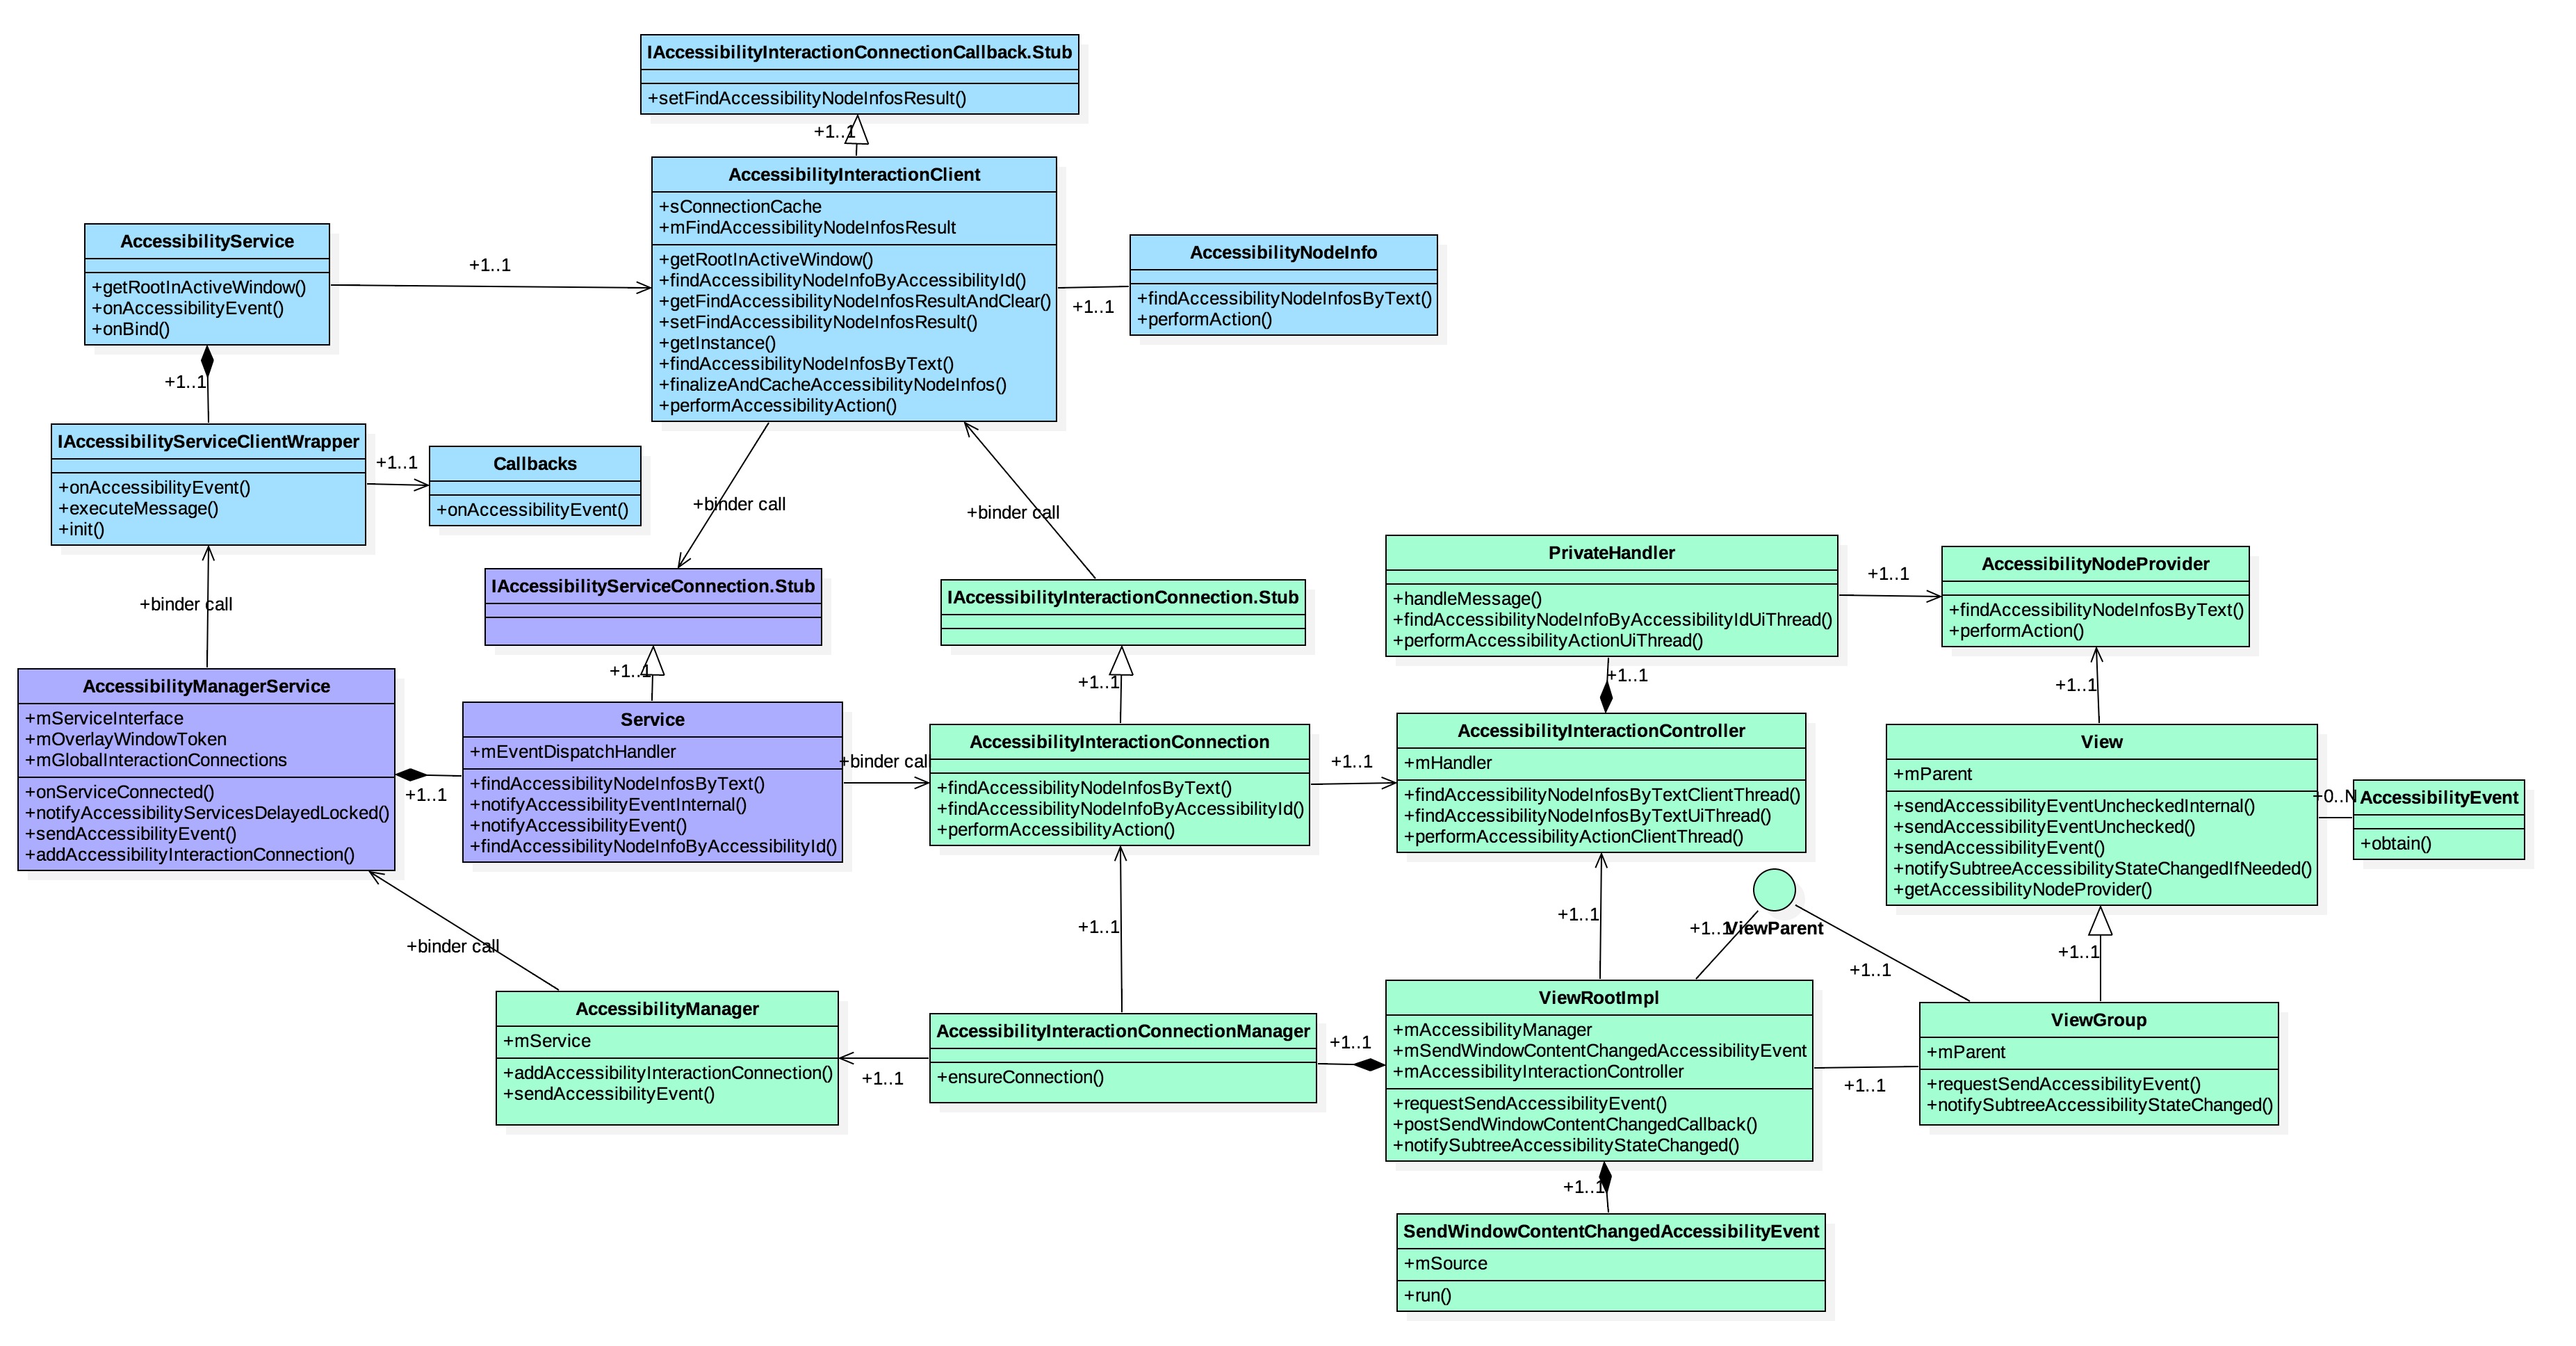 IAccessibilityInteractionConnectionCallback.Stub
+setFindAccessibilityNodeInfosResult()
+1..1
AccessibilityInteractionClient
+sConnectionCache
+mFindAccessibilityNodeInfosResult
+getRootInActiveWindow()
+findAccessibilityNodeInfoByAccessibilityId()
+getFindAccessibilityNodeInfosResultAndClear()
+setFindAccessibilityNodeInfosResult()
+getInstance()
+findAccessibilityNodeInfosByText()
+finalizeAndCacheAccessibilityNodeInfos()
+performAccessibilityAction()
AccessibilityService
+getRootInActiveWindow()
+onAccessibilityEvent()
+onBind()
+1..1
AccessibilityNodeInfo
+findAccessibilityNodeInfosByText()
+performAction()
+1..1
+1..1
IAccessibilityServiceClientWrapper
+onAccessibilityEvent()
+executeMessage()
+init()
+1..1
Callbacks
+onAccessibilityEvent()
+binder call
+binder call
+binder call
IAccessibilityServiceConnection.Stub
+1..1
IAccessibilityInteractionConnection.Stub
+1..1
PrivateHandler
+handleMessage()
+findAccessibilityNodeInfoByAccessibilityIdUiThread()
+performAccessibilityActionUiThread()
+1..1
AccessibilityNodeProvider
+findAccessibilityNodeInfosByText()
+performAction()
+1..1
+1..1
AccessibilityManagerService
+mServiceInterface
+mOverlayWindowToken
+mGlobalInteractionConnections
+onServiceConnected()
+notifyAccessibilityServicesDelayedLocked()
+sendAccessibilityEvent()
+addAccessibilityInteractionConnection()
+1..1
Service
+mEventDispatchHandler
+findAccessibilityNodeInfosByText()
+notifyAccessibilityEventInternal()
+notifyAccessibilityEvent()
+findAccessibilityNodeInfoByAccessibilityId()
+binder call
AccessibilityInteractionConnection
+findAccessibilityNodeInfosByText()
+findAccessibilityNodeInfoByAccessibilityId()
+performAccessibilityAction()
+1..1
AccessibilityInteractionController
+mHandler
+findAccessibilityNodeInfosByTextClientThread()
+findAccessibilityNodeInfosByTextUiThread()
+performAccessibilityActionClientThread()
View
+mParent
+sendAccessibilityEventUncheckedInternal()
+sendAccessibilityEventUnchecked()
+sendAccessibilityEvent()
+notifySubtreeAccessibilityStateChangedIfNeeded()
+getAccessibilityNodeProvider()
+0..N
AccessibilityEvent
+obtain()
+binder call
+1..1
+1..1
+1..1
ViewParent
+1..1
+1..1
AccessibilityManager
+mService
+addAccessibilityInteractionConnection()
+sendAccessibilityEvent()
+1..1
AccessibilityInteractionConnectionManager
+ensureConnection()
+1..1
ViewRootImpl
+mAccessibilityManager
+mSendWindowContentChangedAccessibilityEvent
+mAccessibilityInteractionController
+requestSendAccessibilityEvent()
+postSendWindowContentChangedCallback()
+notifySubtreeAccessibilityStateChanged()
+1..1
ViewGroup
+mParent
+requestSendAccessibilityEvent()
+notifySubtreeAccessibilityStateChanged()
+1..1
SendWindowContentChangedAccessibilityEvent
+mSource
+run()